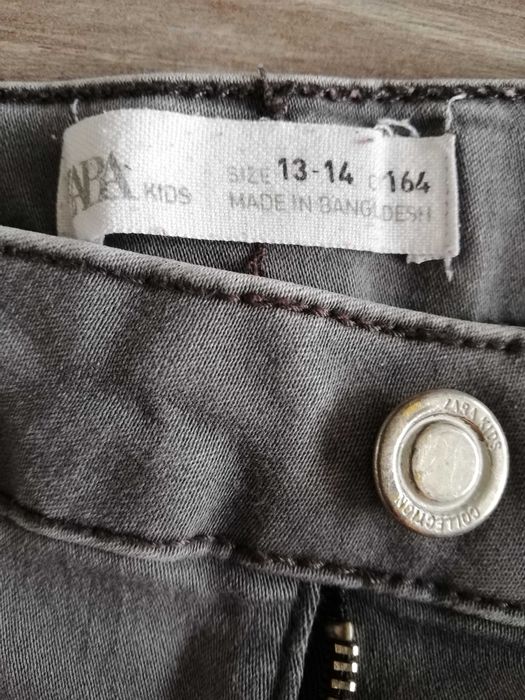 ZARA KIDS
SIZE 13-14 C 164
MADE IN BANGLADESH
ZARA KIDS
COLLECTION